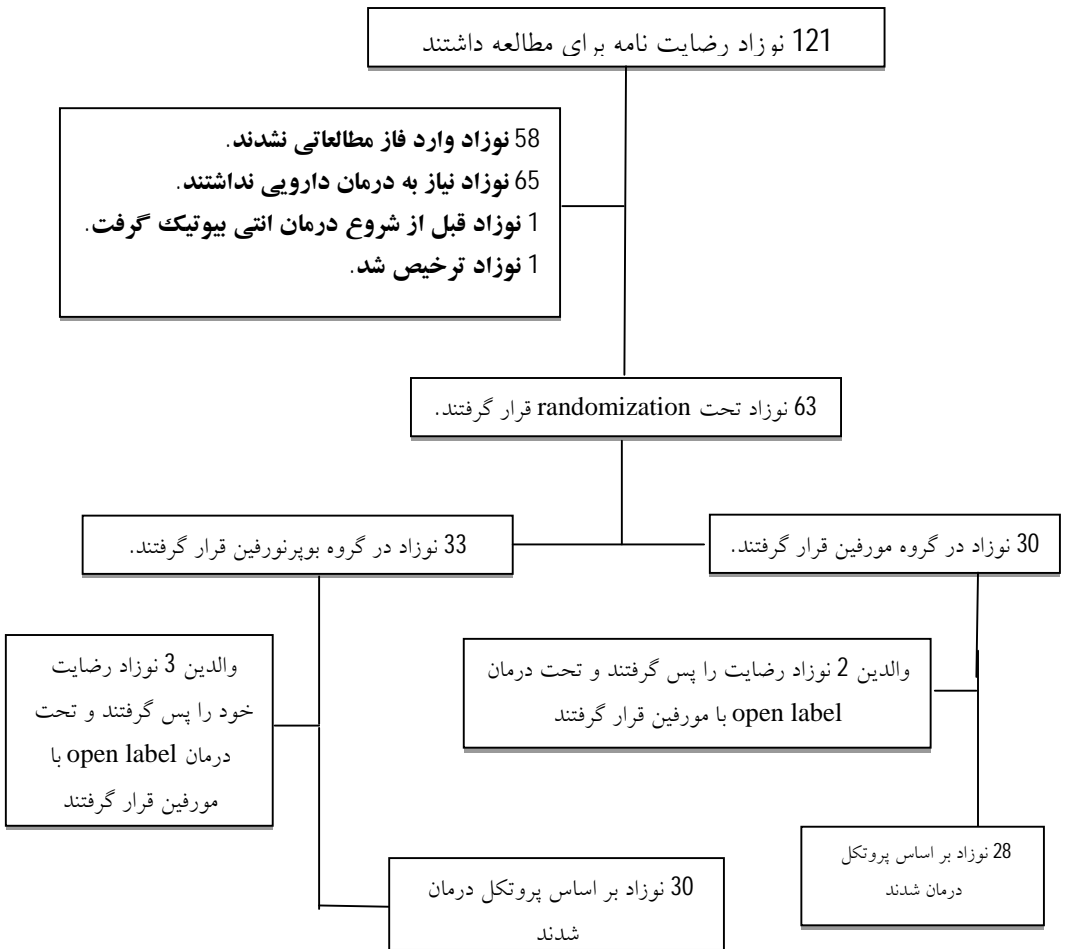 121 نوزاد رضایت نامه برای مطالعه داشتند
58 نوزاد وارد فاز مطالعاتی نشدند.
65 نوزاد نیاز به درمان دارویی نداشتند.
1 نوزاد قبل از شروع درمان انتی بیوتیک گرفت.
1 نوزاد ترخیص شد.
63 نوزاد تحت randomization قرار گرفتند.
30 نوزاد در گروه مورفین قرار گرفتند.
33 نوزاد در گروه بوپرنورفین قرار گرفتند.
والدین 2 نوزاد رضایت را پس گرفتند و تحت درمان
open label با مورفین قرار گرفتند
والدین 3 نوزاد رضایت
خود را پس گرفتند و تحت
درمان open label با
مورفین قرار گرفتند
28 نوزاد بر اساس پروتکل
درمان شدند
30 نوزاد بر اساس پروتکل درمان
شدند